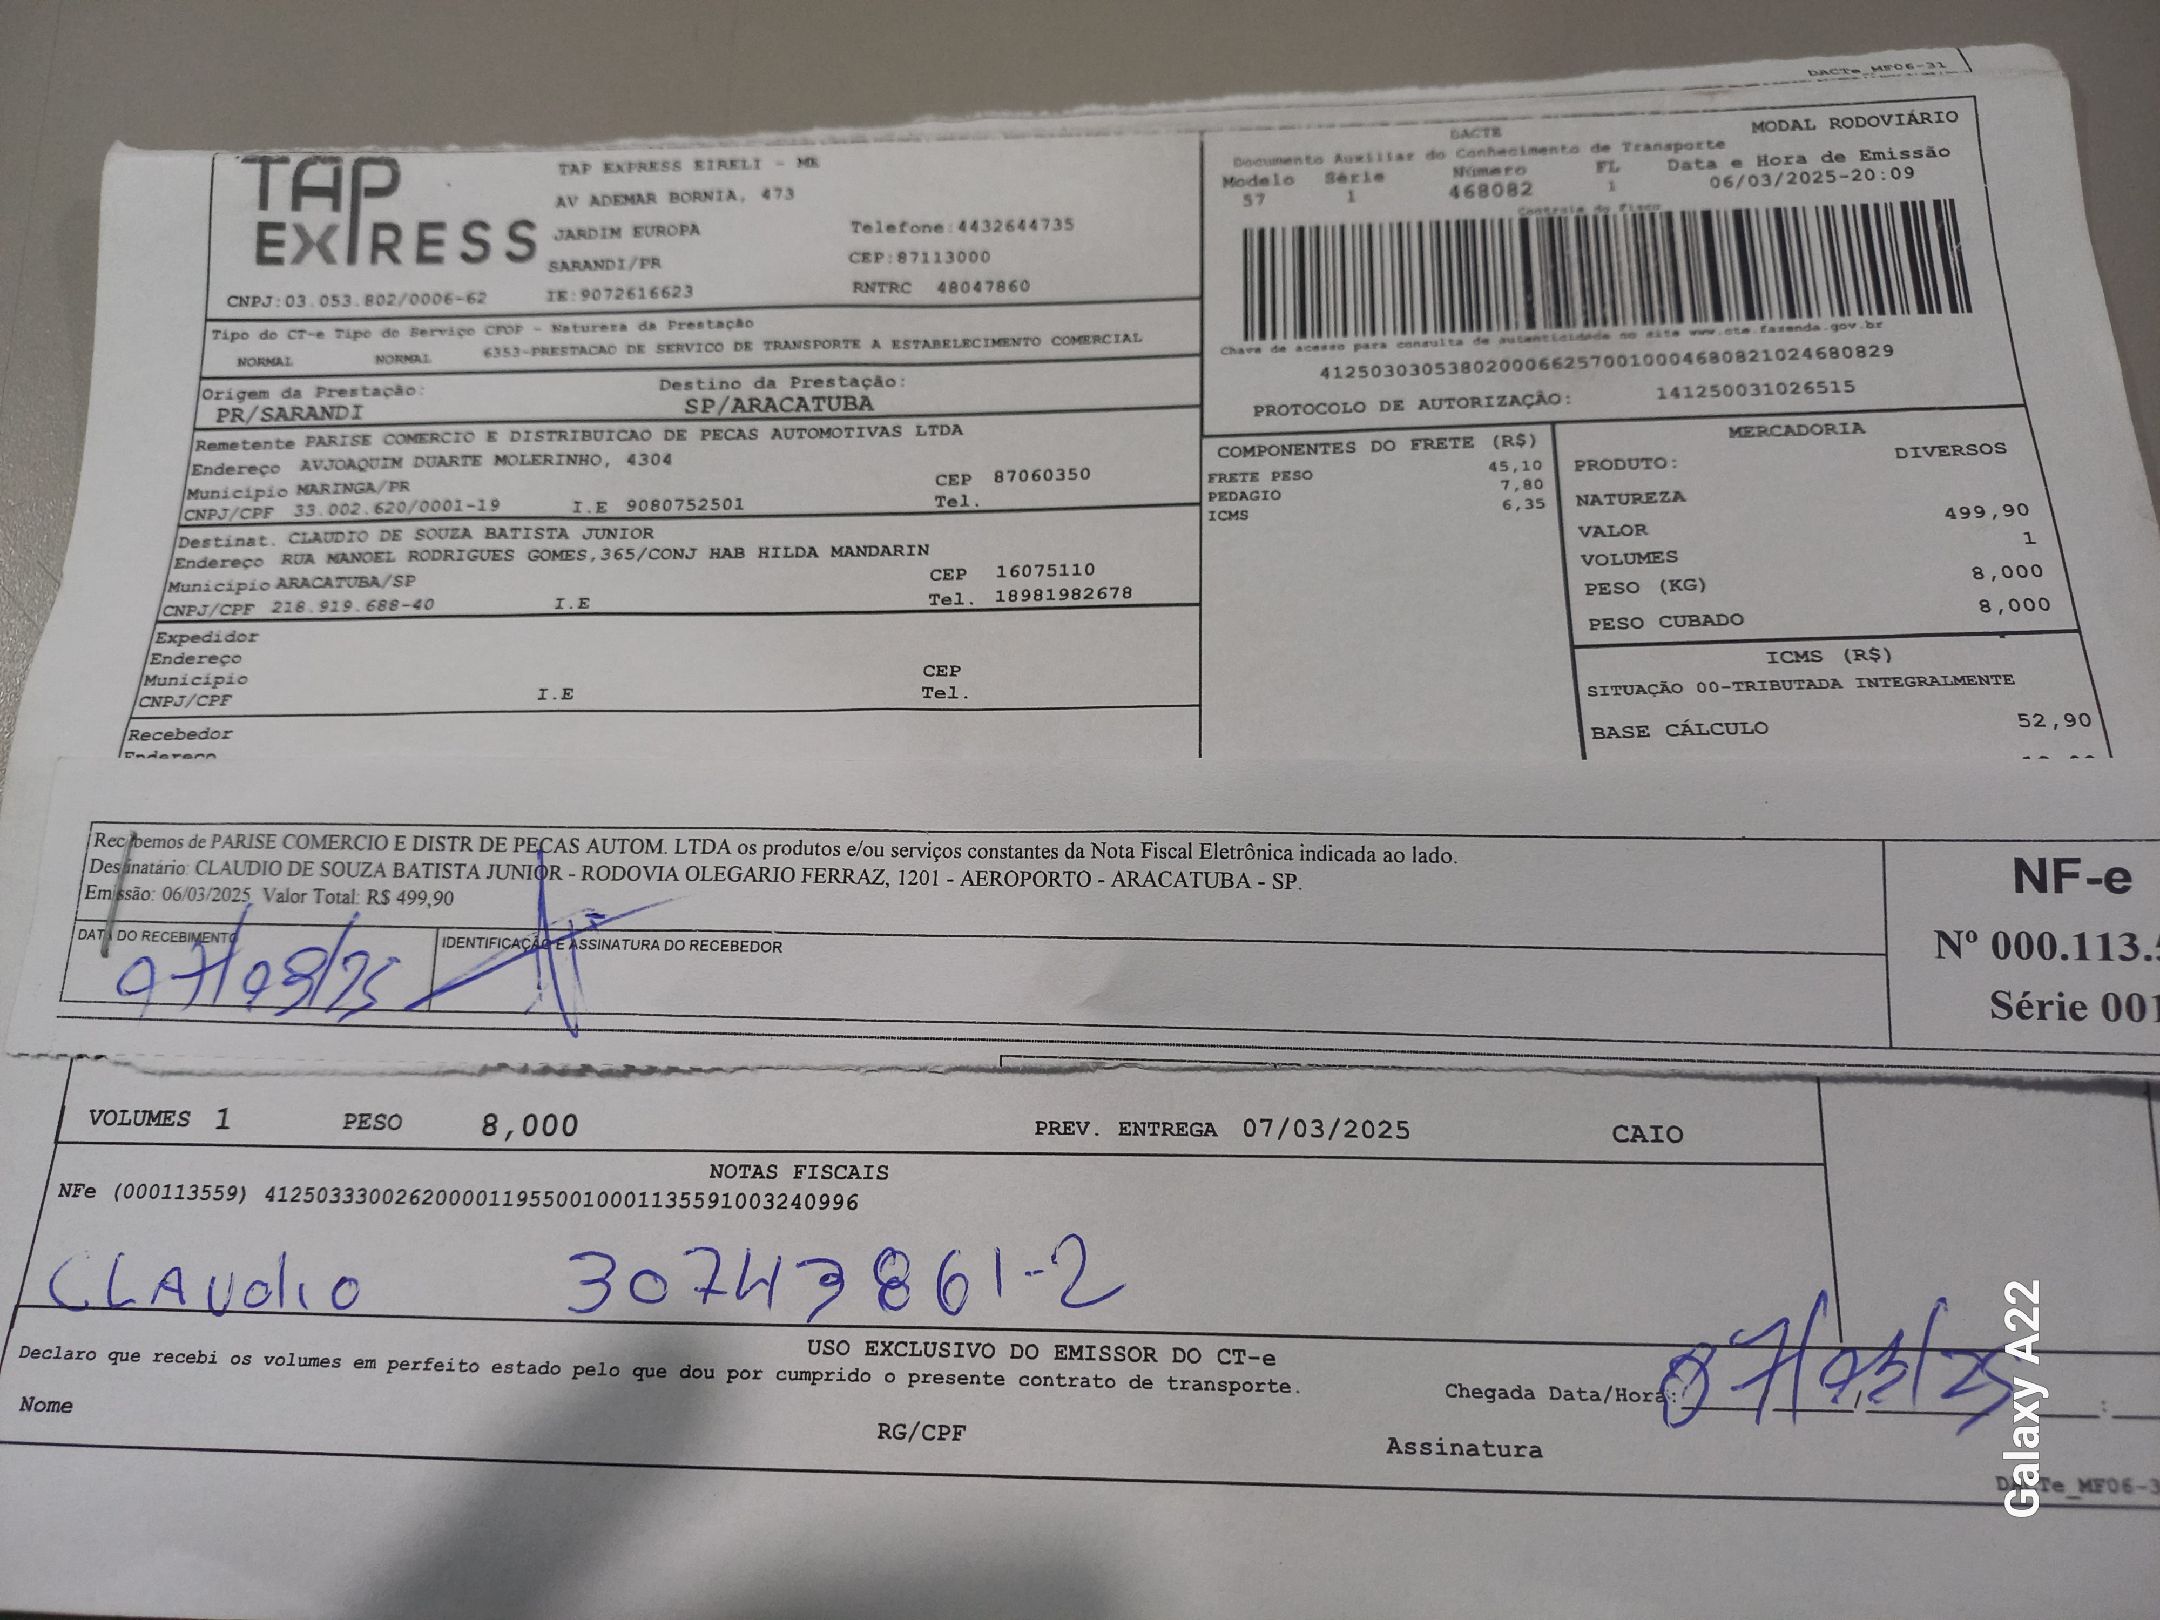 DACTe_MF06-31
TAP EXPRESS
TAP EXPRESS EIRELI - ME
AV ADEMAR BORNIA, 473
JARDIM EUROPA
Telefone:4432644735
SARANDI/PR
CEP:87113000
CNPJ:03.053.802/0006-62 IE:9072616623
RNTRC 48047860
DACTE MODAL RODOVIÁRIO
Documento Auxiliar do Conhecimento de Transporte
Modelo Série Número FL Data e Hora de Emissão
57 1 468082 1 06/03/2025-20:09
Controle do Fisco
Chave de acesso para consulta de autenticidade no site www.cte.fazenda.gov.br
41250303053802000662570010004680821024680829
PROTOCOLO DE AUTORIZAÇÃO: 141250031026515
Tipo do CT-e Tipo do Serviço CFOP - Natureza da Prestação
NORMAL NORMAL 6353-PRESTACAO DE SERVICO DE TRANSPORTE A ESTABELECIMENTO COMERCIAL
Origem da Prestação: Destino da Prestação:
PR/SARANDI SP/ARACATUBA
Remetente PARISE COMERCIO E DISTRIBUICAO DE PECAS AUTOMOTIVAS LTDA
Endereço AVJOAQUIM DUARTE MOLERINHO, 4304
Município MARINGA/PR CEP 87060350
CNPJ/CPF 33.002.620/0001-19 I.E 9080752501 Tel.
Destinat. CLAUDIO DE SOUZA BATISTA JUNIOR
Endereço RUA MANOEL RODRIGUES GOMES,365/CONJ HAB HILDA MANDARIN
Município ARACATUBA/SP CEP 16075110
CNPJ/CPF 218.919.688-40 I.E Tel. 18981982678
Expedidor
Endereço
Município CEP
CNPJ/CPF I.E Tel.
Recebedor
Endereço
COMPONENTES DO FRETE (R$)
FRETE PESO 45,10
PEDAGIO 7,80
ICMS 6,35
MERCADORIA
PRODUTO: DIVERSOS
NATUREZA
VALOR 499,90
VOLUMES 1
PESO (KG) 8,000
PESO CUBADO 8,000
ICMS (R$)
SITUAÇÃO 00-TRIBUTADA INTEGRALMENTE
BASE CÁLCULO 52,90
Recebemos de PARISE COMERCIO E DISTR DE PEÇAS AUTOM. LTDA os produtos e/ou serviços constantes da Nota Fiscal Eletrônica indicada ao lado.
Destinatário: CLAUDIO DE SOUZA BATISTA JUNIOR - RODOVIA OLEGARIO FERRAZ, 1201 - AEROPORTO - ARACATUBA - SP.
Emissão: 06/03/2025 Valor Total: R$ 499,90
DATA DO RECEBIMENTO IDENTIFICAÇÃO E ASSINATURA DO RECEBEDOR
07/03/25
NF-e
Nº 000.113.5
Série 001
VOLUMES 1 PESO 8,000 PREV. ENTREGA 07/03/2025 CAIO
NOTAS FISCAIS
NFe (000113559) 41250333002620000119550010001135591003240996
CLAUdIO 30743861-2
USO EXCLUSIVO DO EMISSOR DO CT-e
Declaro que recebi os volumes em perfeito estado pelo que dou por cumprido o presente contrato de transporte.
Chegada Data/Hora: 07/03/25 :
Nome RG/CPF Assinatura
DACTe_MF06-3
Galaxy A22